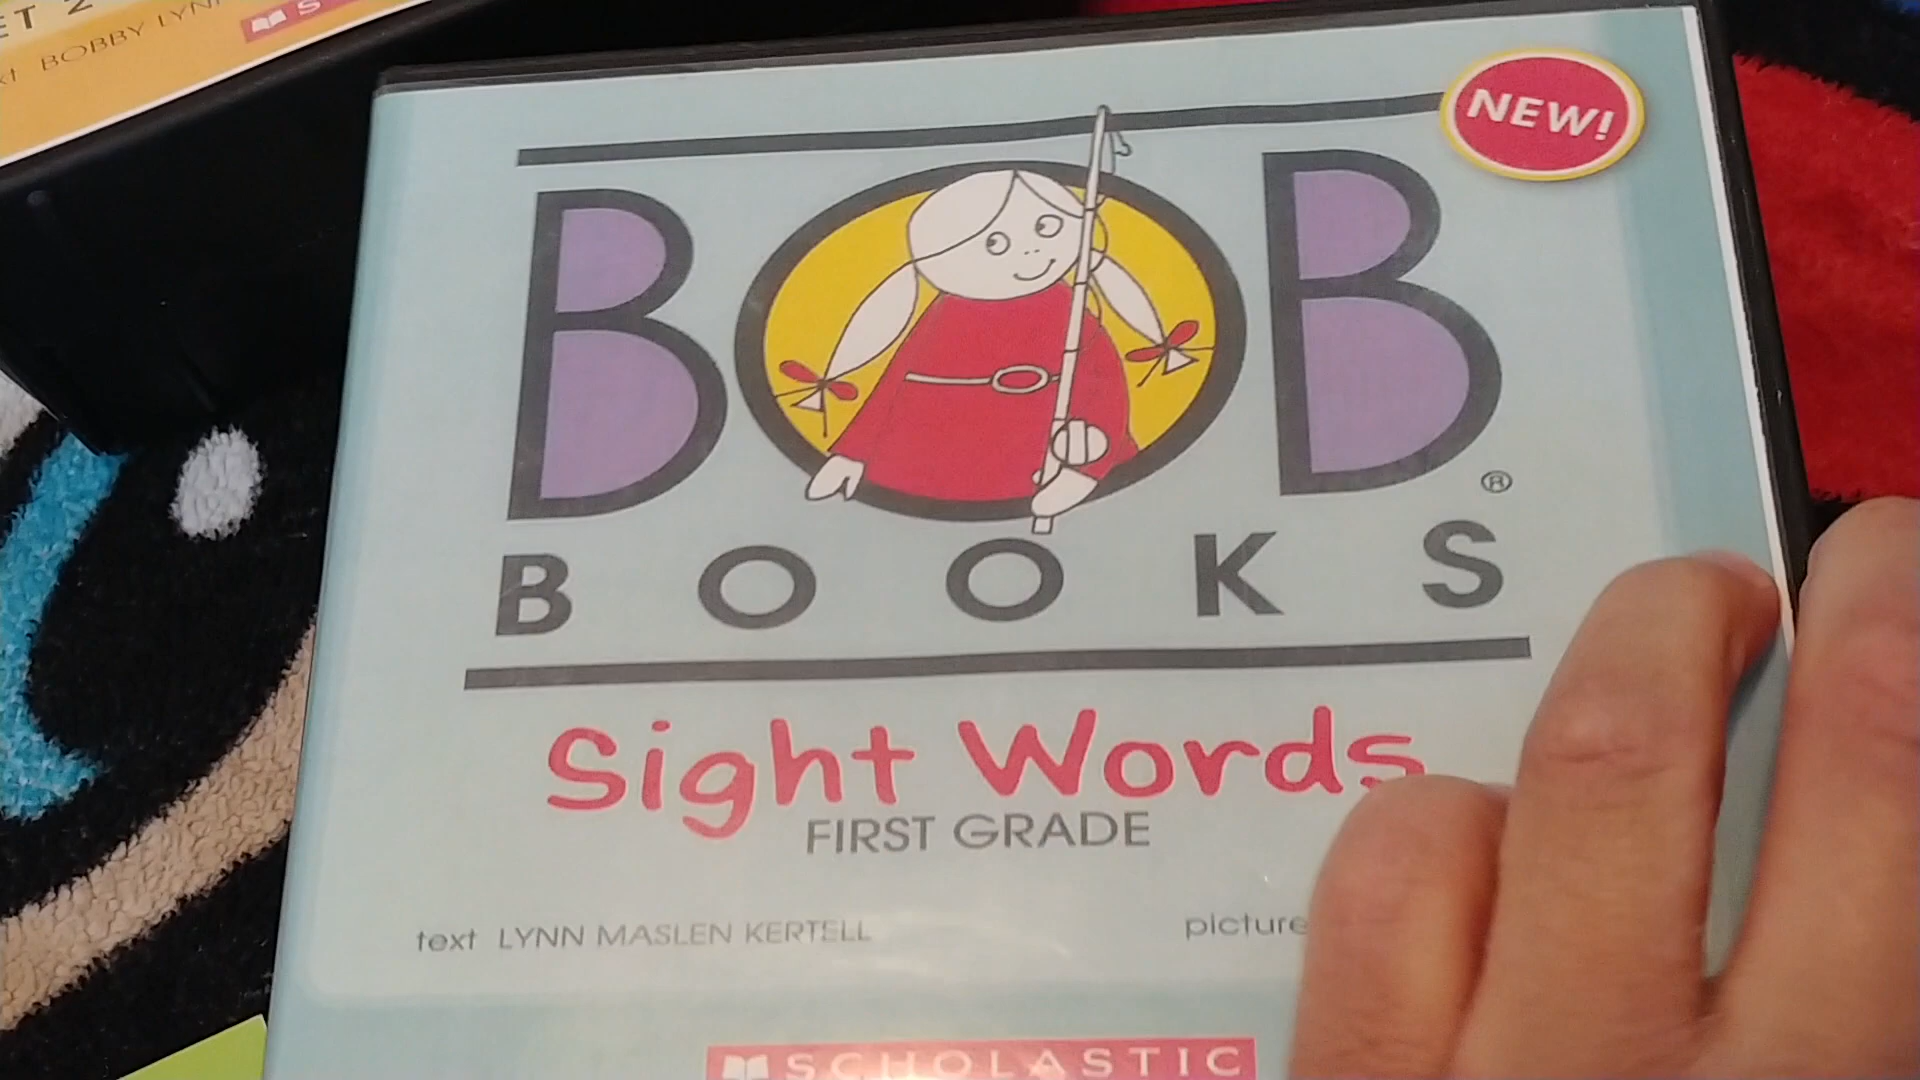 BOBBY LYN
NEW!
BOB
®
BOOKS
Sight Words
FIRST GRADE
text LYNN MASLEN KERTELL
picture
SCHOLASTIC